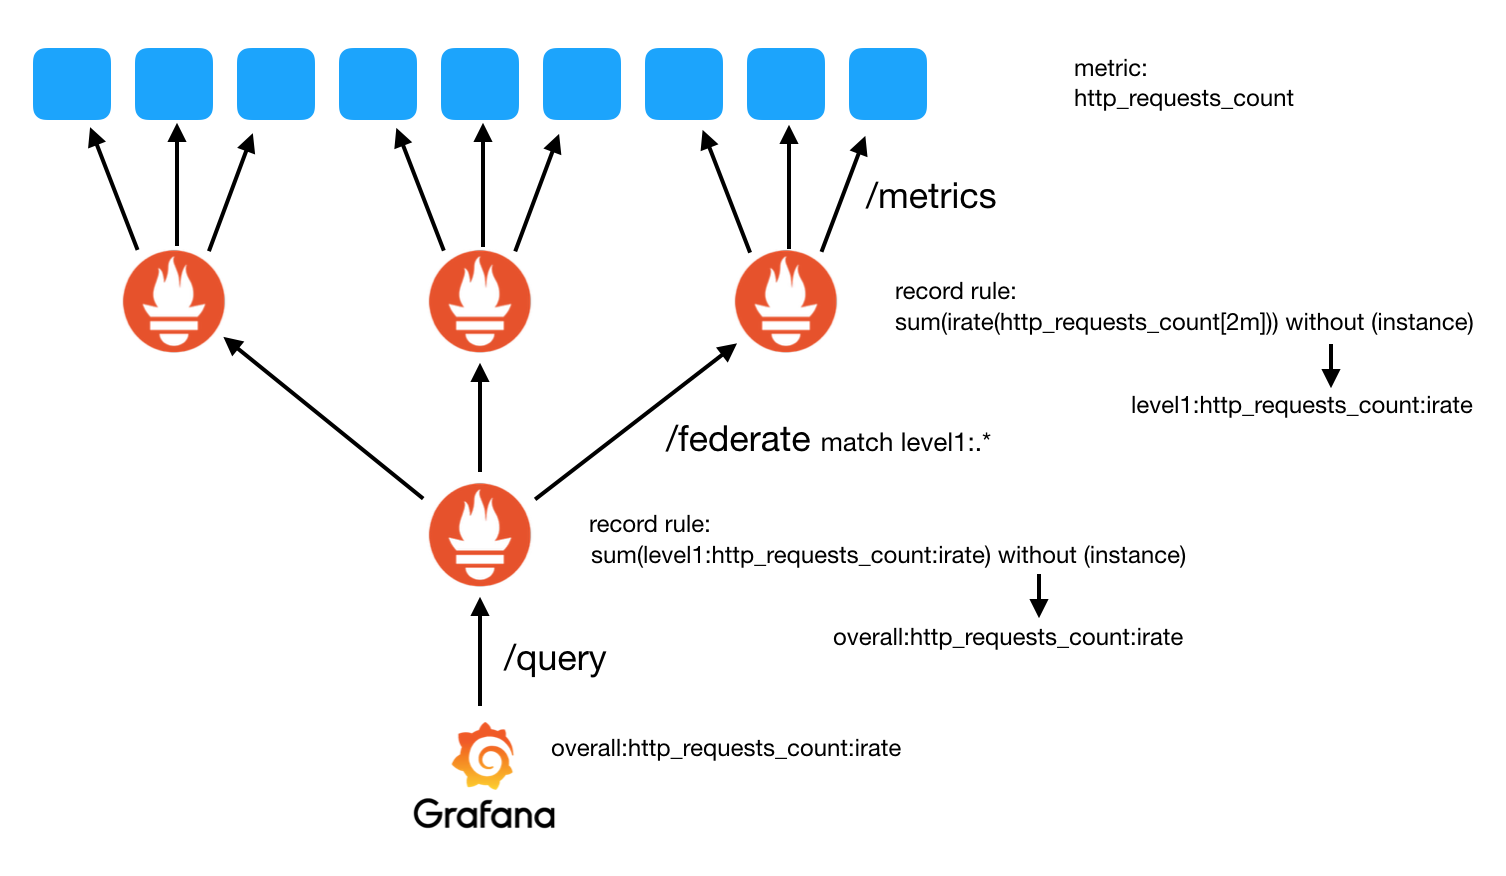 metric:
http_requests_count
/metrics
record rule:
sum(irate(http_requests_count[2m])) without (instance)
level1:http_requests_count:irate
/federate match level1:.*
record rule:
sum(level1:http_requests_count:irate) without (instance)
overall:http_requests_count:irate
/query
overall:http_requests_count:irate
Grafana